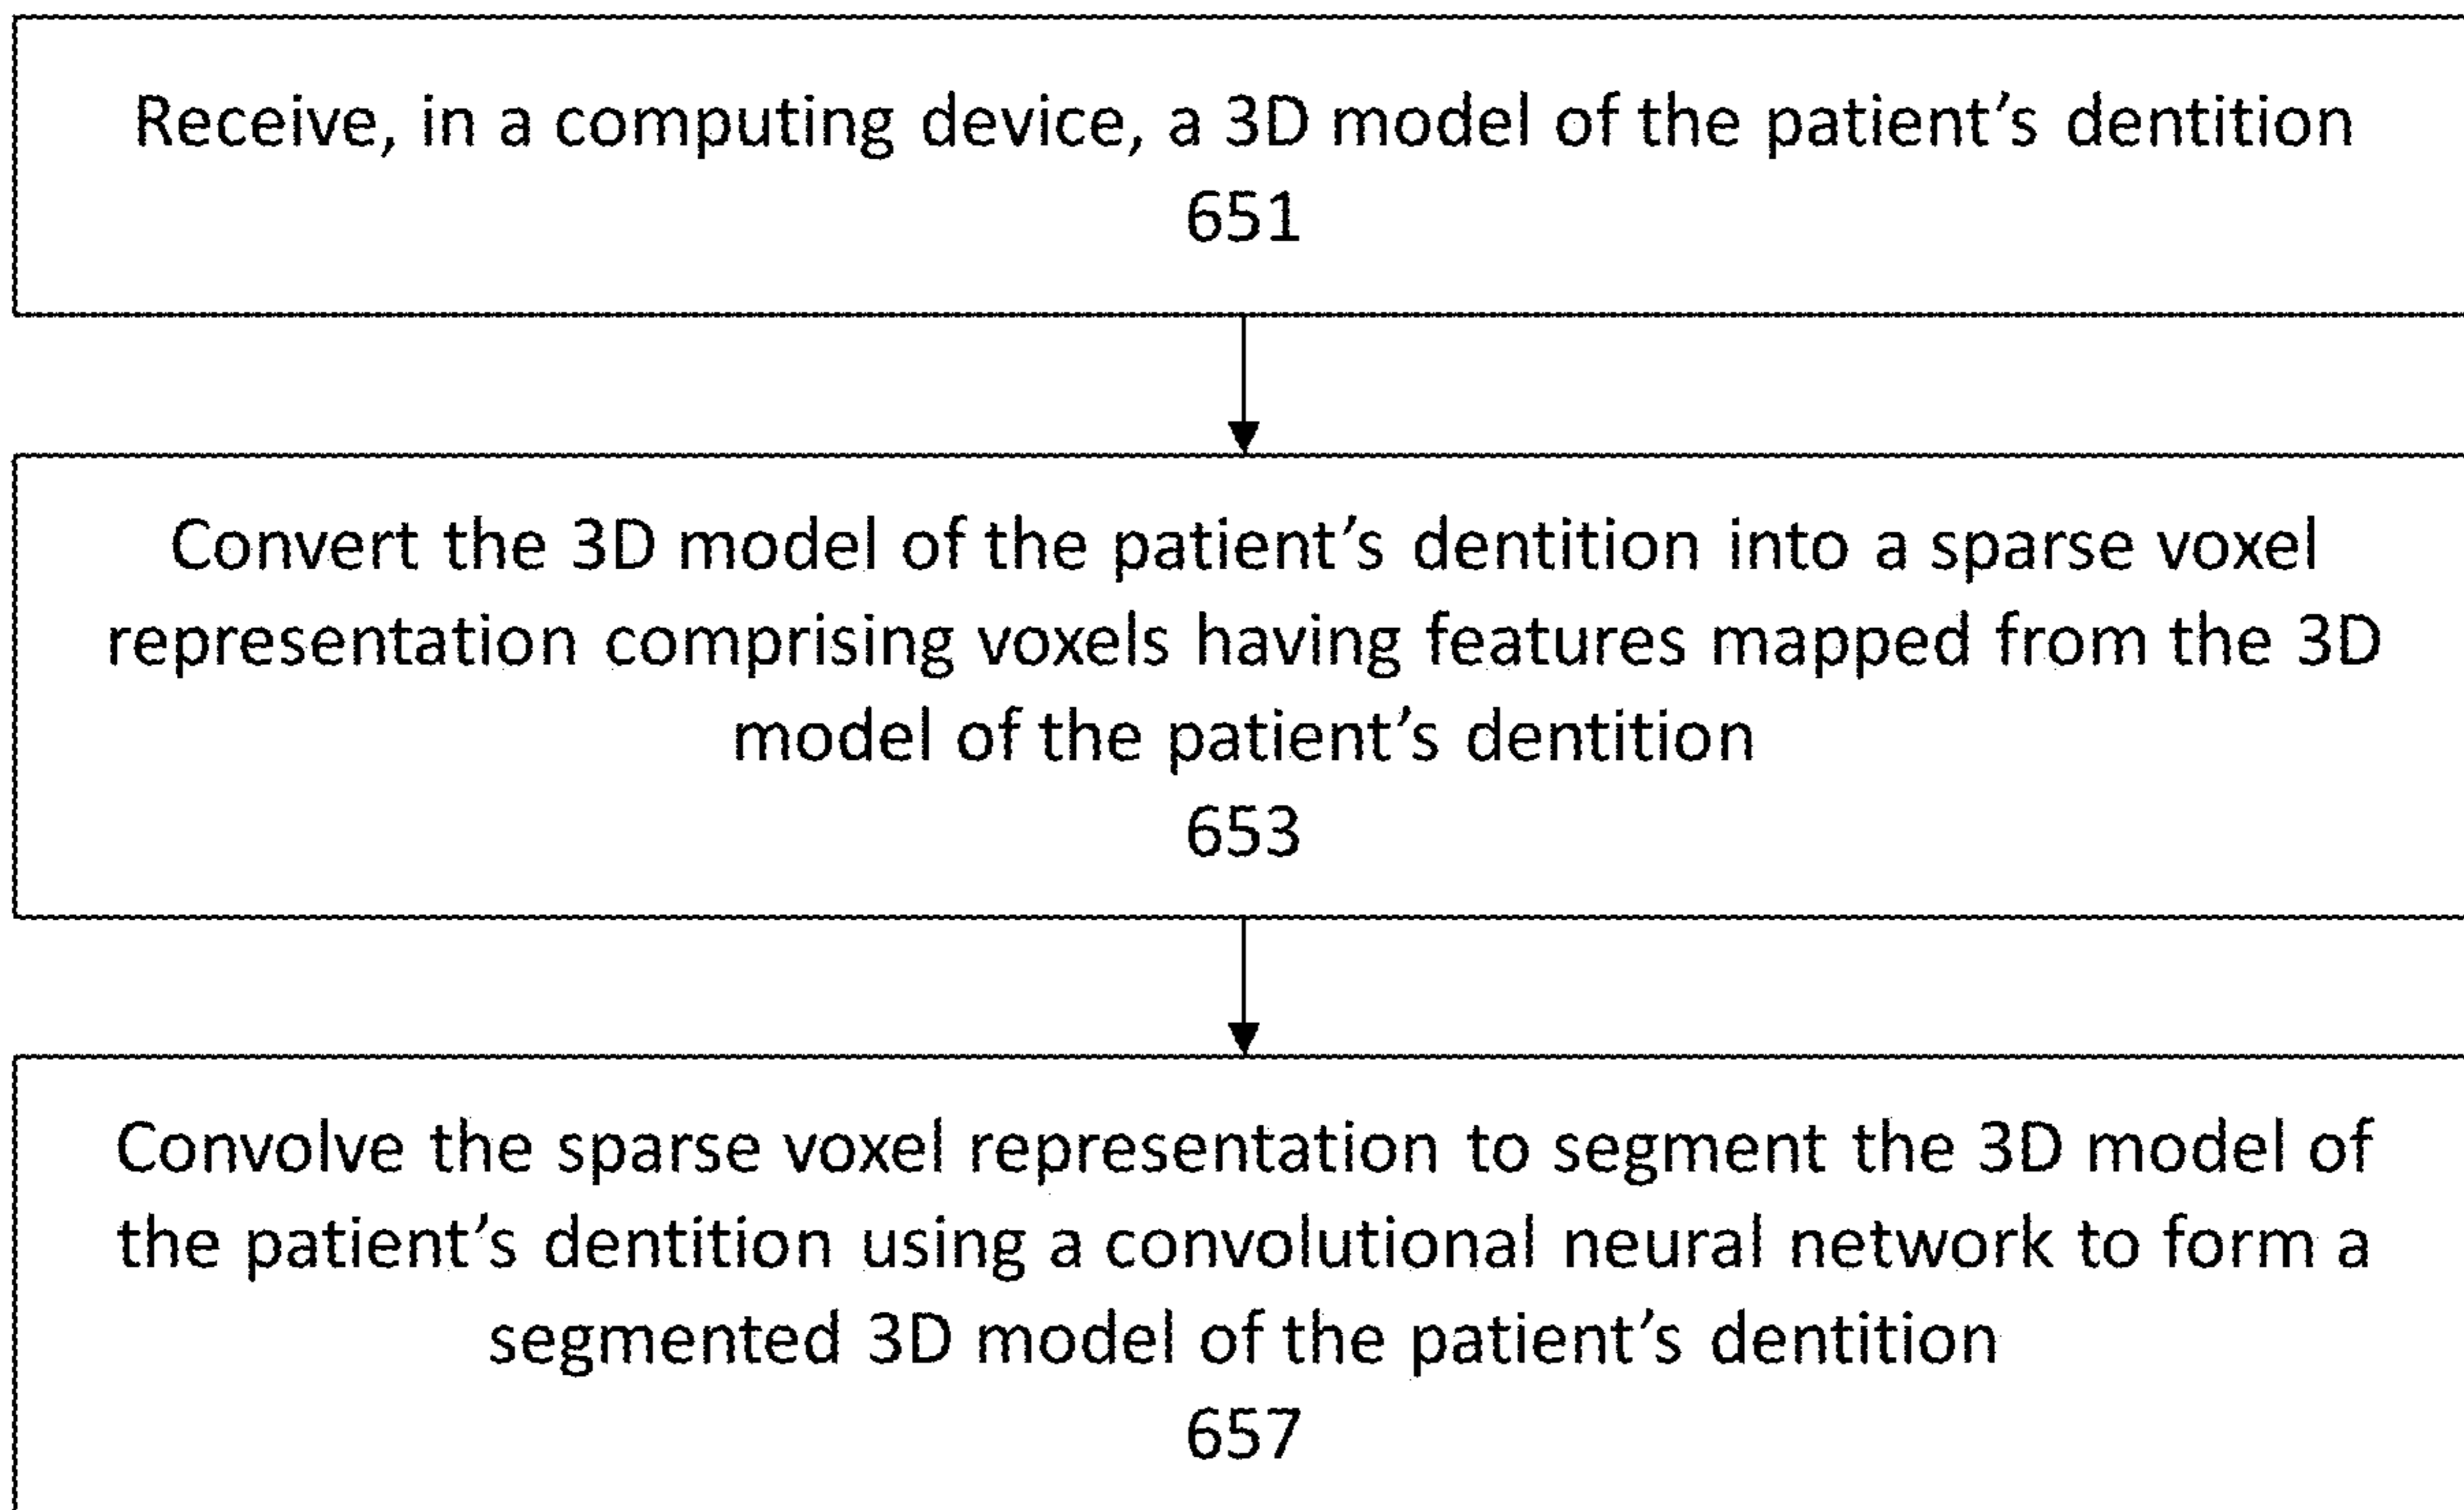 Receive, in a computing device, a 3D model of the patient’s dentition
651
Convert the 3D model of the patient’s dentition into a sparse voxel
representation comprising voxels having features mapped from the 3D
model of the patient’s dentition
653
Convolve the sparse voxel representation to segment the 3D model of
the patient’s dentition using a convolutional neural network to form a
segmented 3D model of the patient’s dentition
657